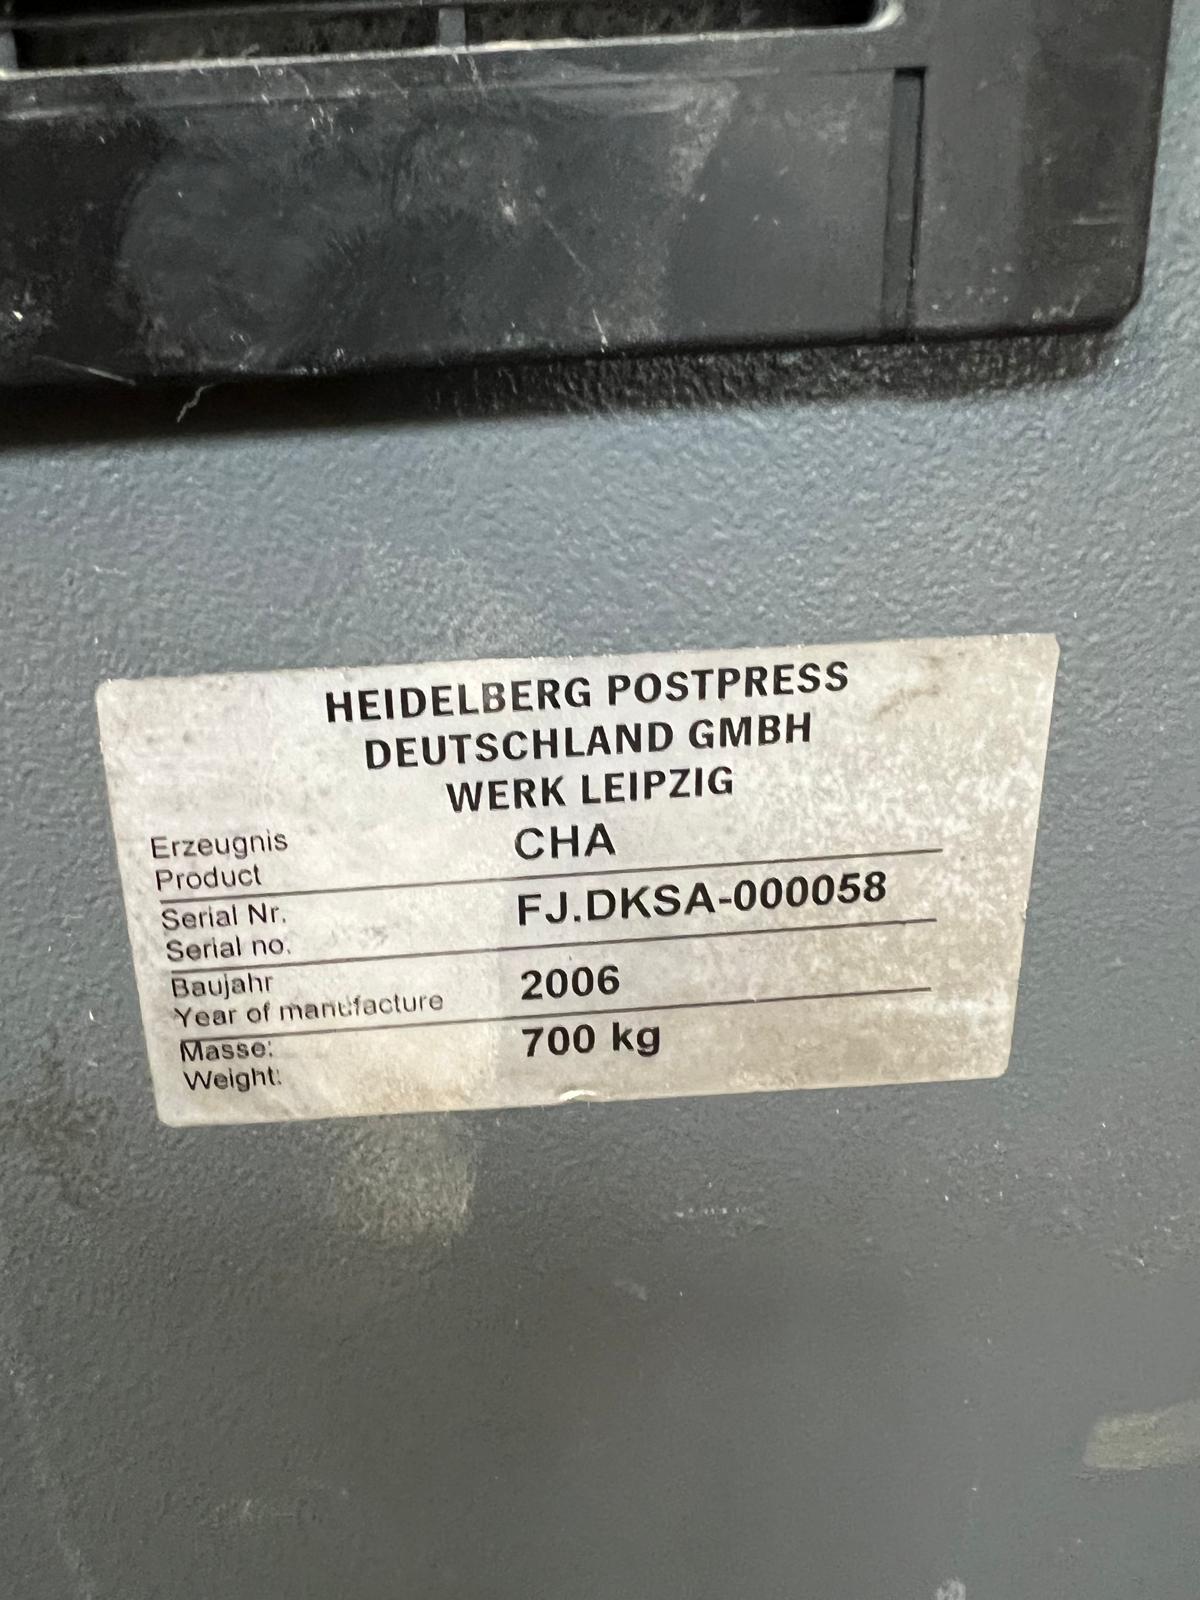 HEIDELBERG POSTPRESS
DEUTSCHLAND GMBH
WERK LEIPZIG
Erzeugnis
Product
CHA
Serial Nr.
Serial no.
FJ.DKSA-000058
Baujahr
Year of manufacture
2006
Masse:
Weight:
700 kg